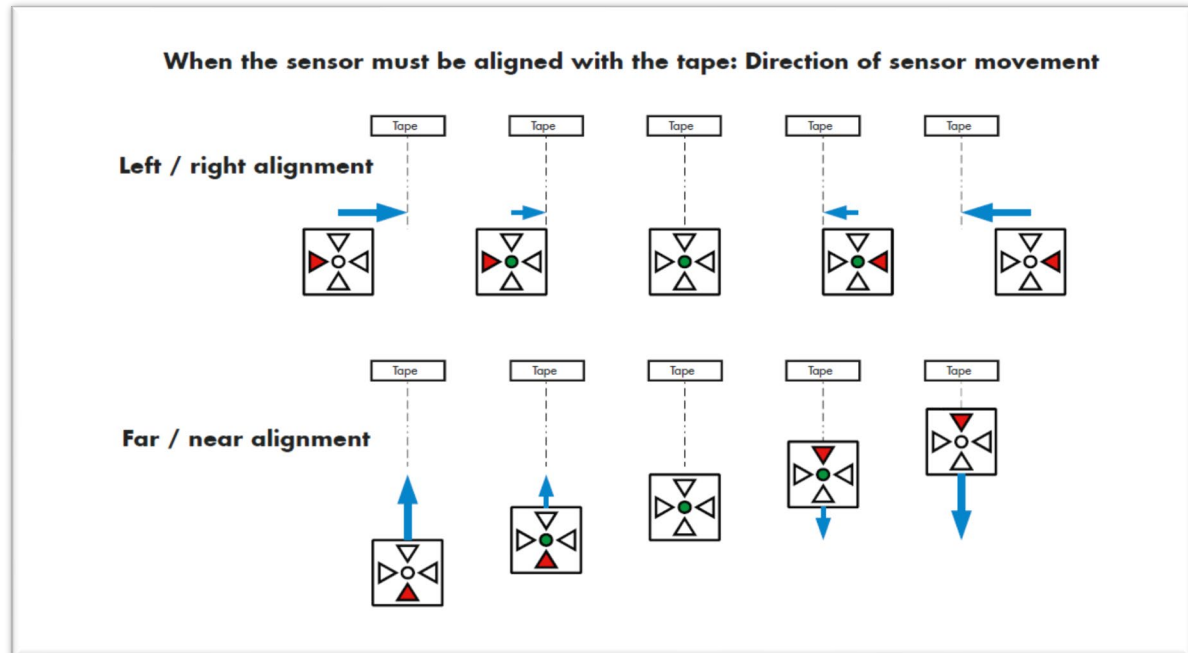 When the sensor must be aligned with the tape: Direction of sensor movement
Tape
Tape
Tape
Tape
Tape
Left / right alignment
Tape
Tape
Tape
Tape
Tape
Far / near alignment